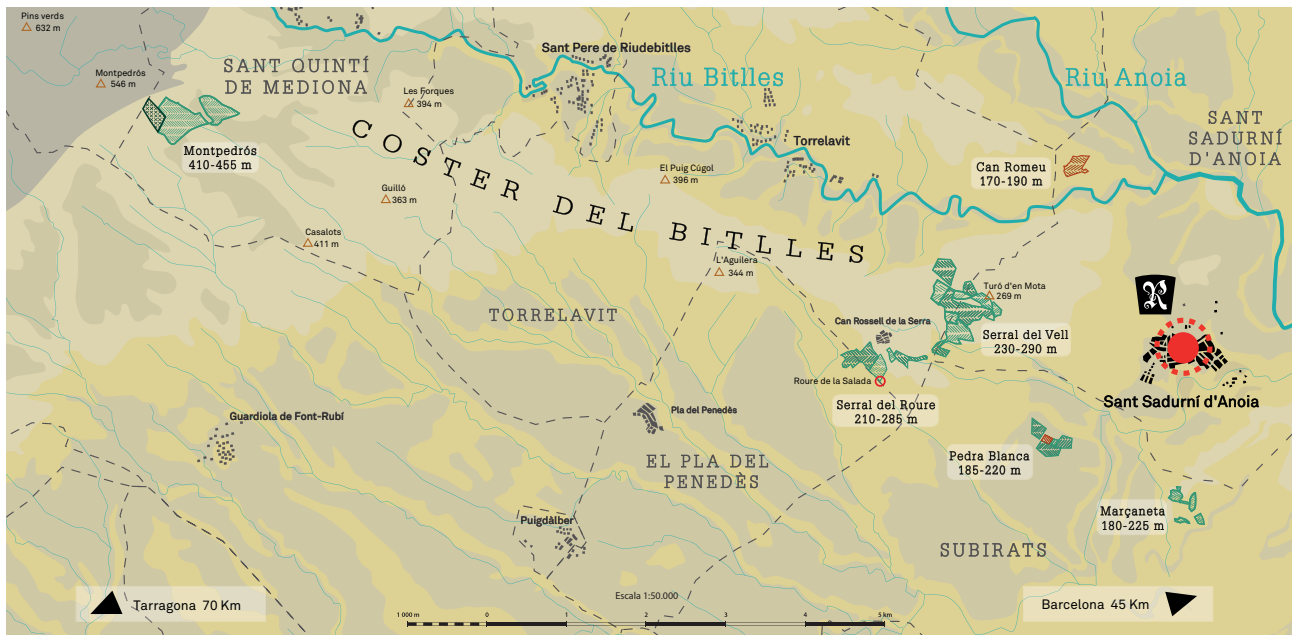 Pins verds
632 m
Montpedrós
546 m
SANT QUINTÍ
DE MEDIONA
Les Forques
394 m
Sant Pere de Riudebitlles
Riu Bitlles
Riu Anoia
SANT
SADURNÍ
D'ANOIA
Montpedrós
410-455 m
COSTER DEL BITLLES
Torrelavit
El Puig Cúgol
396 m
Can Romeu
170-190 m
Guilló
363 m
Casalots
411 m
L'Aguilera
344 m
Turó d'en Mota
269 m
TORRELAVIT
Can Rossell de la Serra
Serral del Vell
230-290 m
R
Roure de la Salada
Serral del Roure
210-285 m
Sant Sadurní d'Anoia
Guardiola de Font-Rubí
Pla del Penedès
EL PLA DEL
PENEDÈS
Pedra Blanca
185-220 m
Puigdàlber
Marçaneta
180-225 m
SUBIRATS
Tarragona 70 Km
Escala 1:50.000
1 000 m 0 1 2 3 4 5 km
Barcelona 45 Km